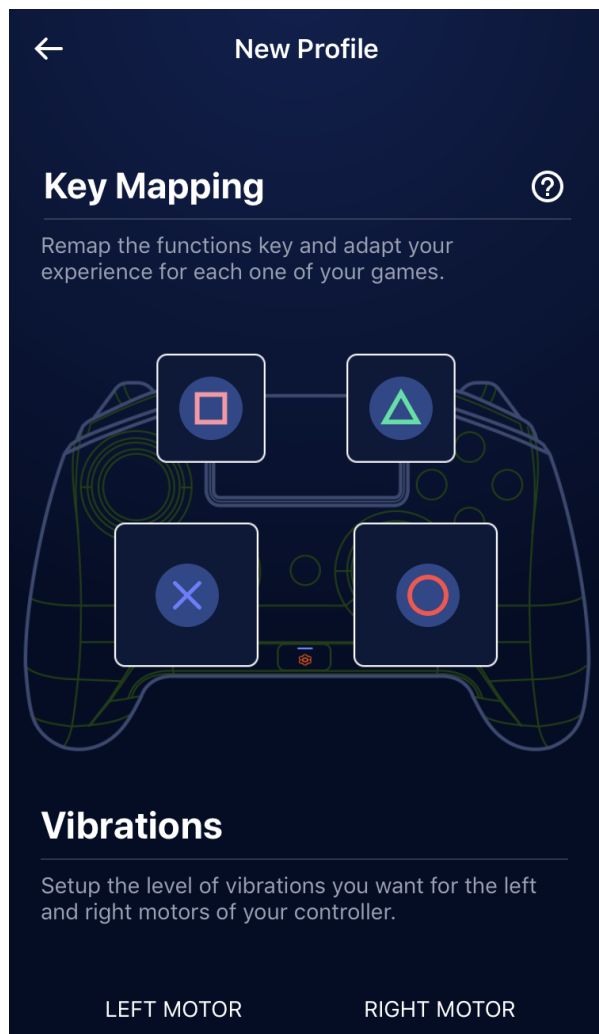 New Profile
Key Mapping
Remap the functions key and adapt your
experience for each one of your games.
Vibrations
Setup the level of vibrations you want for the left
and right motors of your controller.
LEFT MOTOR RIGHT MOTOR